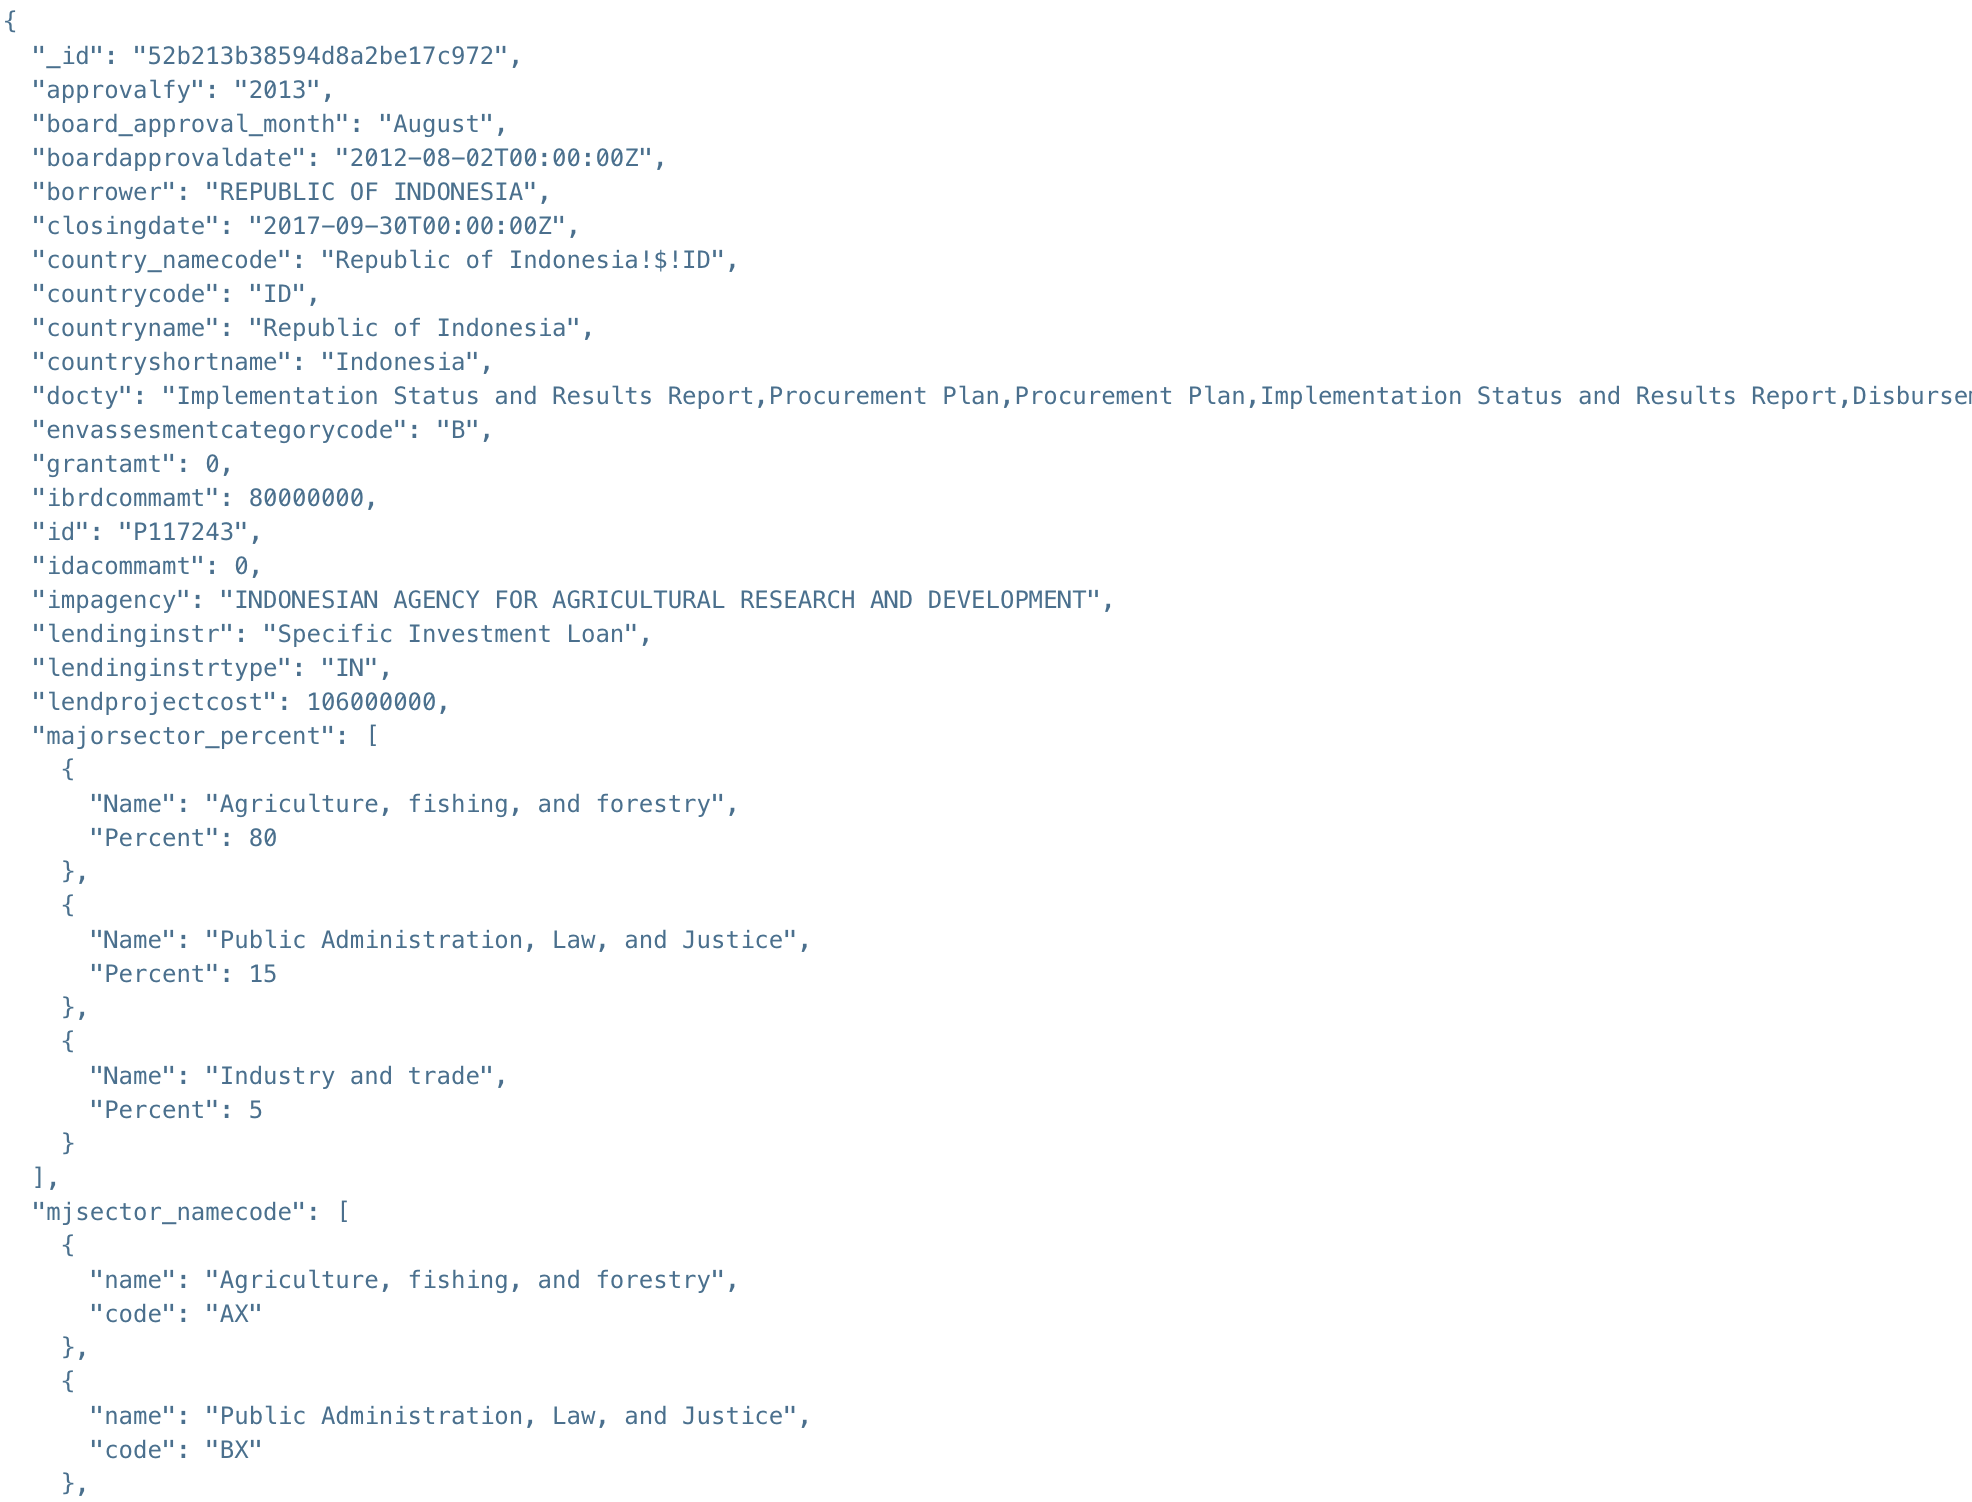 {
  "_id": "52b213b38594d8a2be17c972",
  "approvalfy": "2013",
  "board_approval_month": "August",
  "boardapprovaldate": "2012-08-02T00:00:00Z",
  "borrower": "REPUBLIC OF INDONESIA",
  "closingdate": "2017-09-30T00:00:00Z",
  "country_namecode": "Republic of Indonesia!$!ID",
  "countrycode": "ID",
  "countryname": "Republic of Indonesia",
  "countryshortname": "Indonesia",
  "docty": "Implementation Status and Results Report,Procurement Plan,Procurement Plan,Implementation Status and Results Report,
  "envassesmentcategorycode": "B",
  "grantamt": 0,
  "ibrdcommamt": 80000000,
  "id": "P117243",
  "idacommamt": 0,
  "impagency": "INDONESIAN AGENCY FOR AGRICULTURAL RESEARCH AND DEVELOPMENT",
  "lendinginstr": "Specific Investment Loan",
  "lendinginstrtype": "IN",
  "lendprojectcost": 106000000,
  "majorsector_percent": [
    {
      "Name": "Agriculture, fishing, and forestry",
      "Percent": 80
    },
    {
      "Name": "Public Administration, Law, and Justice",
      "Percent": 15
    },
    {
      "Name": "Industry and trade",
      "Percent": 5
    }
  ],
  "mjsector_namecode": [
    {
      "name": "Agriculture, fishing, and forestry",
      "code": "AX"
    },
    {
      "name": "Public Administration, Law, and Justice",
      "code": "BX"
    },